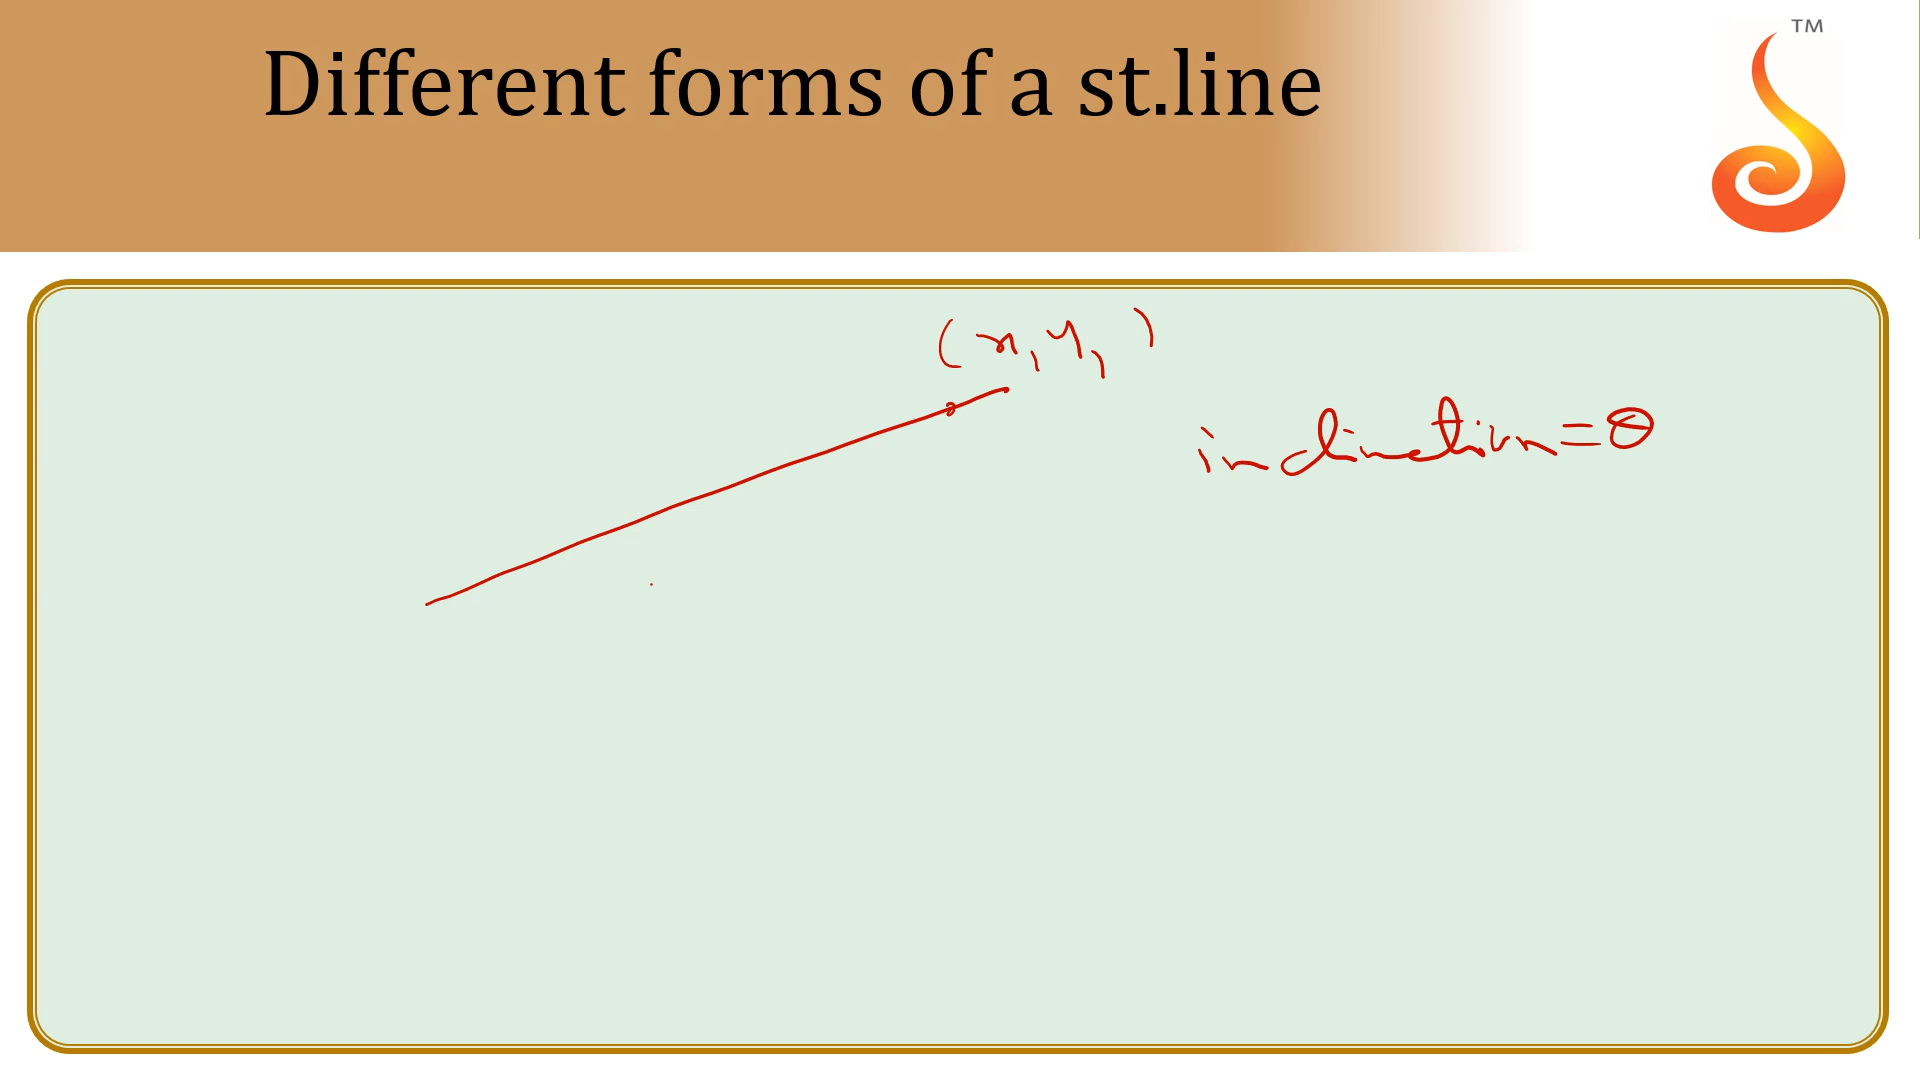 Different forms of a st.line
TM
(x₁, y₁)
inclination = θ